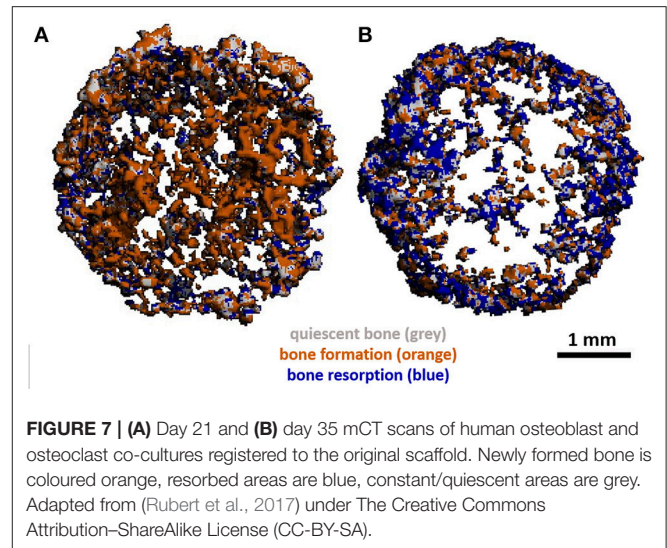 A
B
quiescent bone (grey)
bone formation (orange)
bone resorption (blue)
1 mm
FIGURE 7 | (A) Day 21 and (B) day 35 mCT scans of human osteoblast and
osteoclast co-cultures registered to the original scaffold. Newly formed bone is
coloured orange, resorbed areas are blue, constant/quiescent areas are grey.
Adapted from (Rubert et al., 2017) under The Creative Commons
Attribution–ShareAlike License (CC-BY-SA).